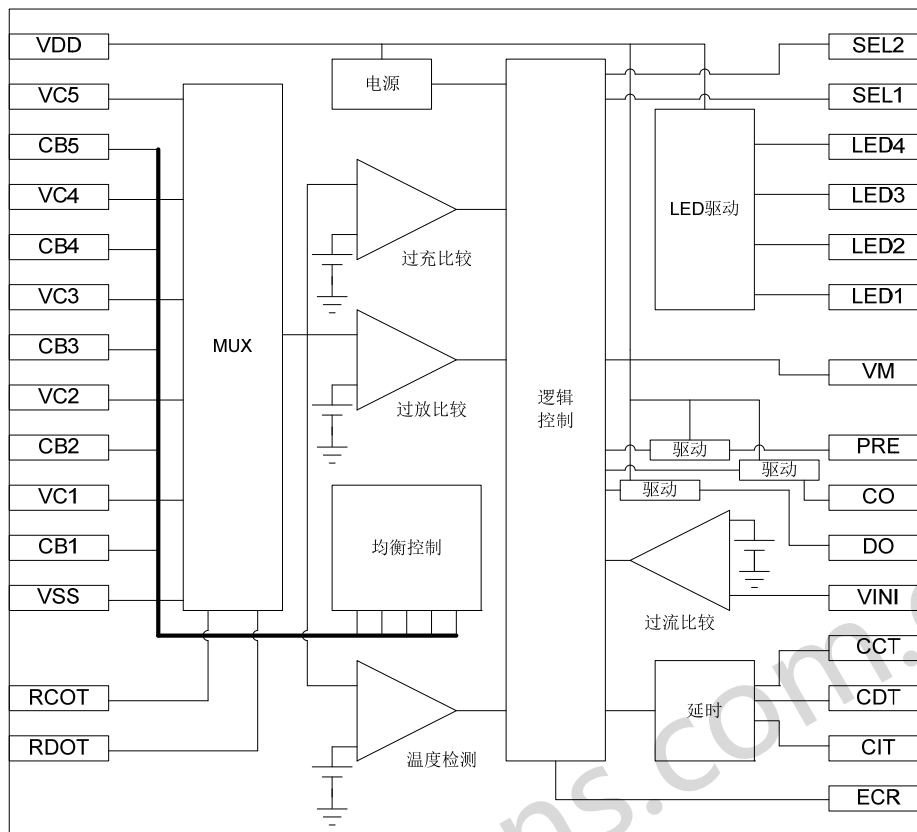 VDD
VC5
CB5
VC4
CB4
VC3
CB3
VC2
CB2
VC1
CB1
VSS
RCOT
RDOT
MUX
电源
过充比较
过放比较
均衡控制
温度检测
逻辑
控制
LED驱动
驱动
驱动
驱动
过流比较
延时
SEL2
SEL1
LED4
LED3
LED2
LED1
VM
PRE
CO
DO
VINI
CCT
CDT
CIT
ECR
ns.com.